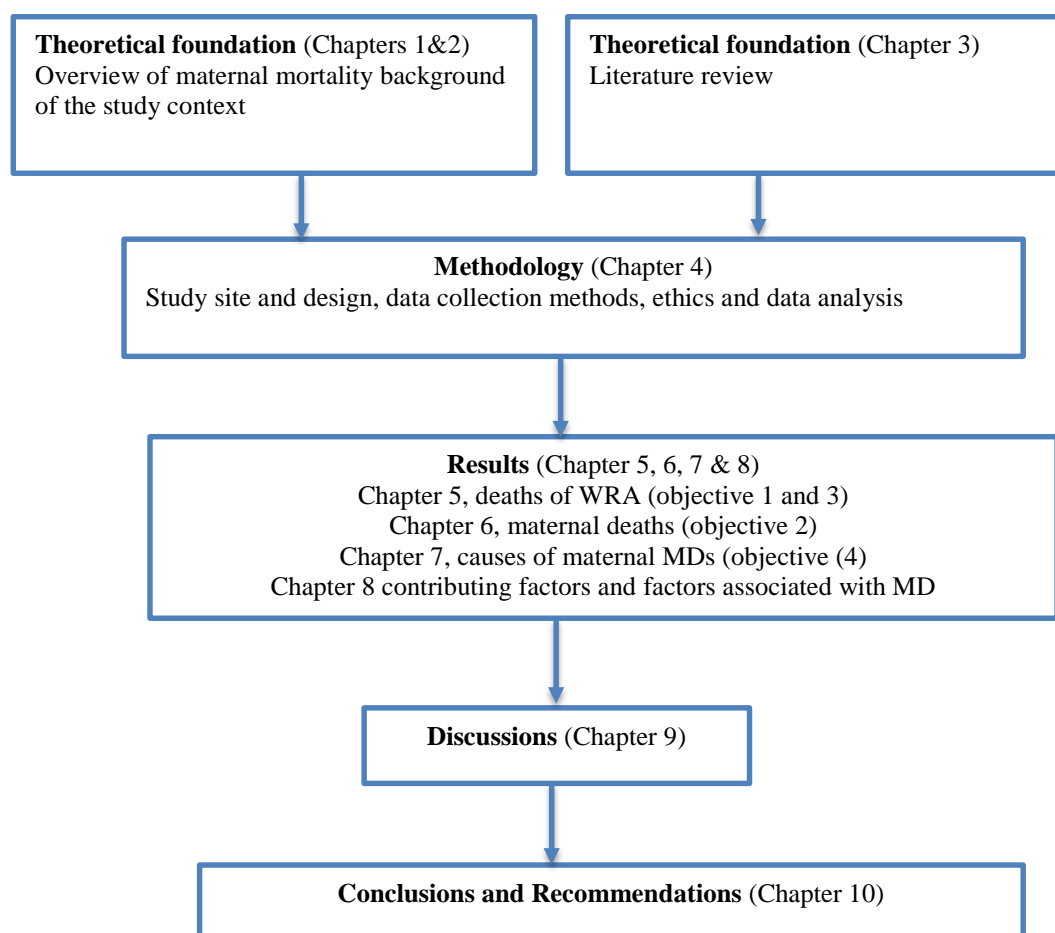 Theoretical foundation (Chapters 1&2)
Overview of maternal mortality background
of the study context
Theoretical foundation (Chapter 3)
Literature review
Methodology (Chapter 4)
Study site and design, data collection methods, ethics and data analysis
Results (Chapter 5, 6, 7 & 8)
Chapter 5, deaths of WRA (objective 1 and 3)
Chapter 6, maternal deaths (objective 2)
Chapter 7, causes of maternal MDs (objective (4)
Chapter 8 contributing factors and factors associated with MD
Discussions (Chapter 9)
Conclusions and Recommendations (Chapter 10)